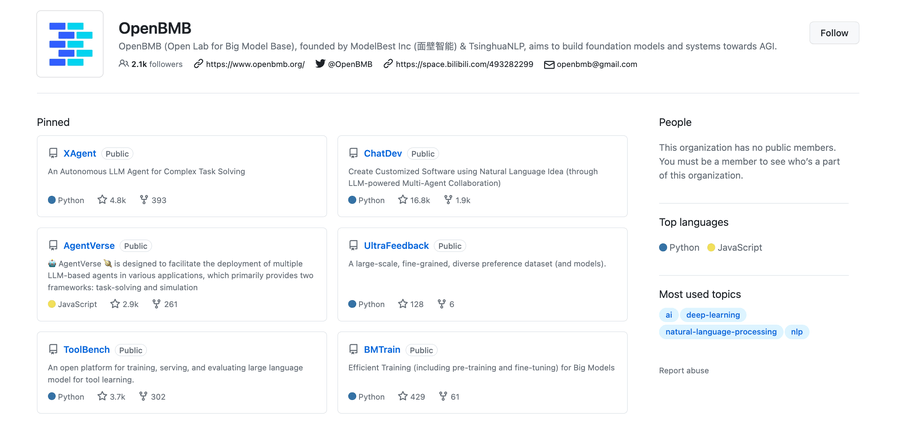 OpenBMB
OpenBMB (Open Lab for Big Model Base), founded by ModelBest Inc (面壁智能) & TsinghuaNLP, aims to build foundation models and systems towards AGI.
2.1k followers https://www.openbmb.org/ @OpenBMB https://space.bilibili.com/493282299 openbmb@gmail.com
Follow
Pinned
XAgent Public
An Autonomous LLM Agent for Complex Task Solving
Python 4.8k 393
ChatDev Public
Create Customized Software using Natural Language Idea (through
LLM-powered Multi-Agent Collaboration)
Python 16.8k 1.9k
AgentVerse Public
🤖 AgentVerse 🪐 is designed to facilitate the deployment of multiple
LLM-based agents in various applications, which primarily provides two
frameworks: task-solving and simulation
JavaScript 2.9k 261
UltraFeedback Public
A large-scale, fine-grained, diverse preference dataset (and models).
Python 128 6
ToolBench Public
An open platform for training, serving, and evaluating large language
model for tool learning.
Python 3.7k 302
BMTrain Public
Efficient Training (including pre-training and fine-tuning) for Big Models
Python 429 61
People
This organization has no public members.
You must be a member to see who's a part
of this organization.
Top languages
Python JavaScript
Most used topics
ai deep-learning
natural-language-processing nlp
Report abuse